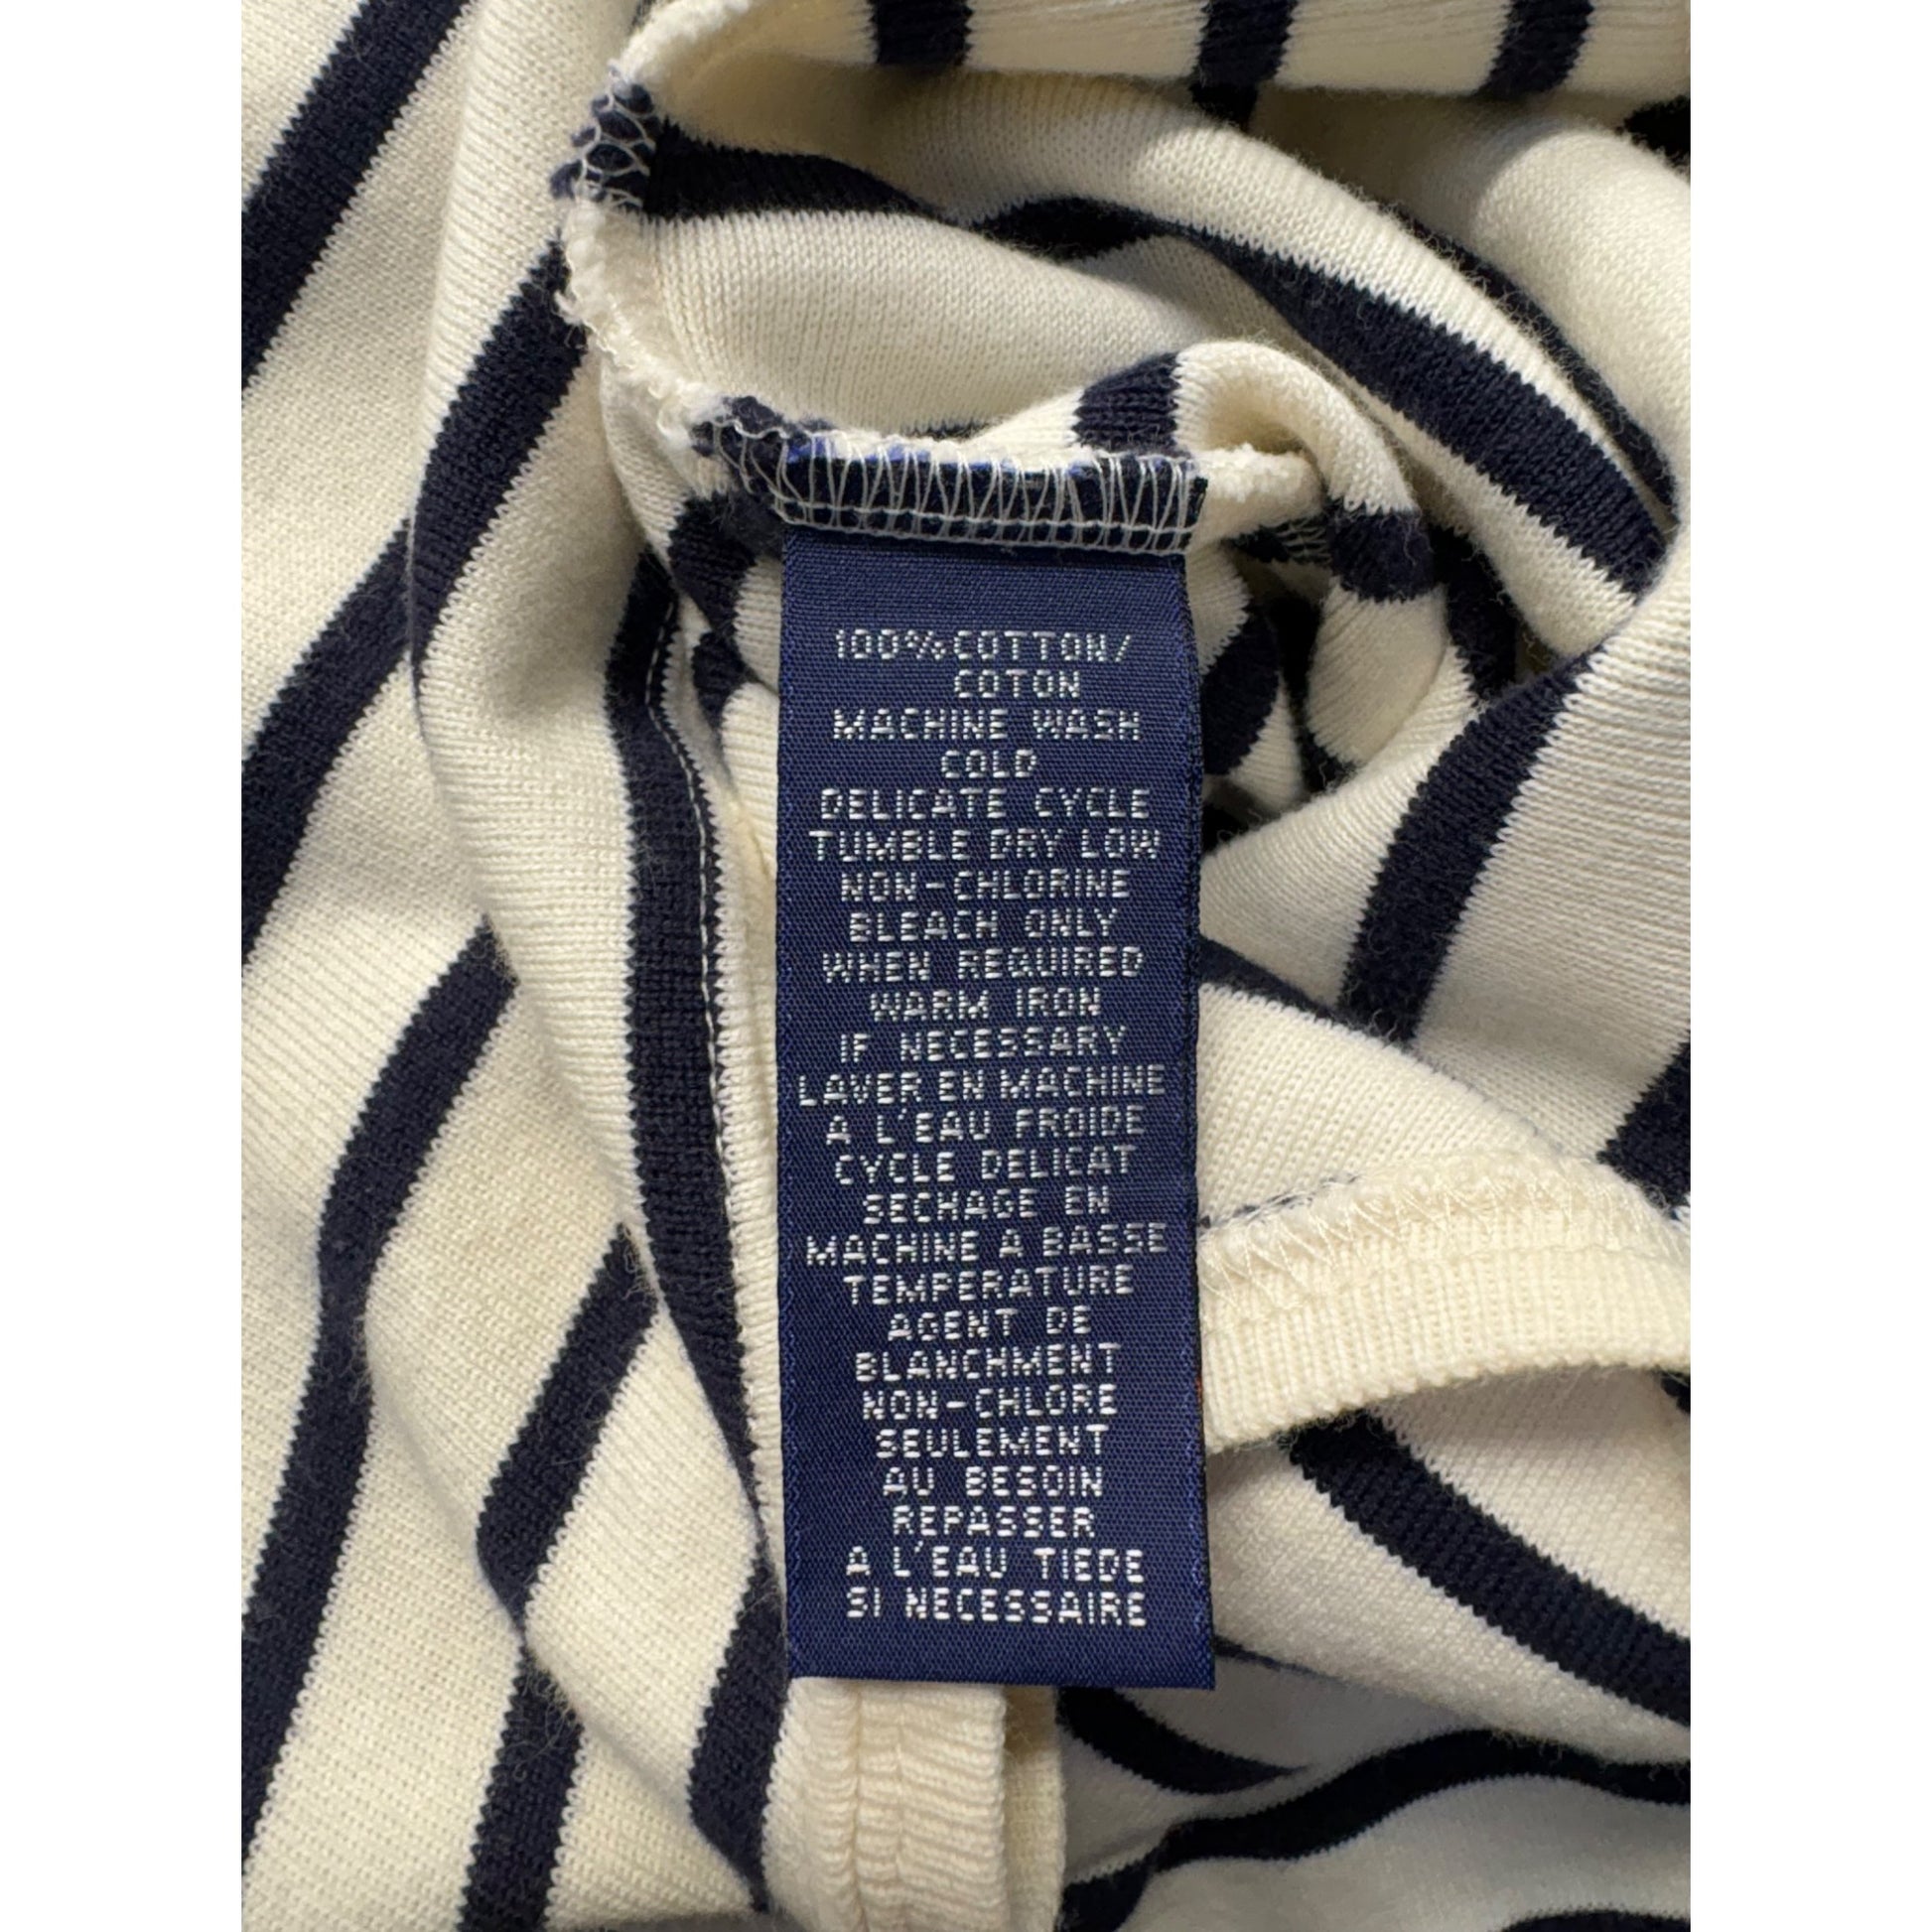 100%COTTON/
COTON
MACHINE WASH
COLD
DELICATE CYCLE
TUMBLE DRY LOW
NON-CHLORINE
BLEACH ONLY
WHEN REQUIRED
WARM IRON
IF NECESSARY
LAVER EN MACHINE
A L'EAU FROIDE
CYCLE DELICAT
SECHAGE EN
MACHINE A BASSE
TEMPERATURE
AGENT DE
BLANCHMENT
NON-CHLORE
SEULEMENT
AU BESOIN
REPASSER
A L'EAU TIEDE
SI NECESSAIRE